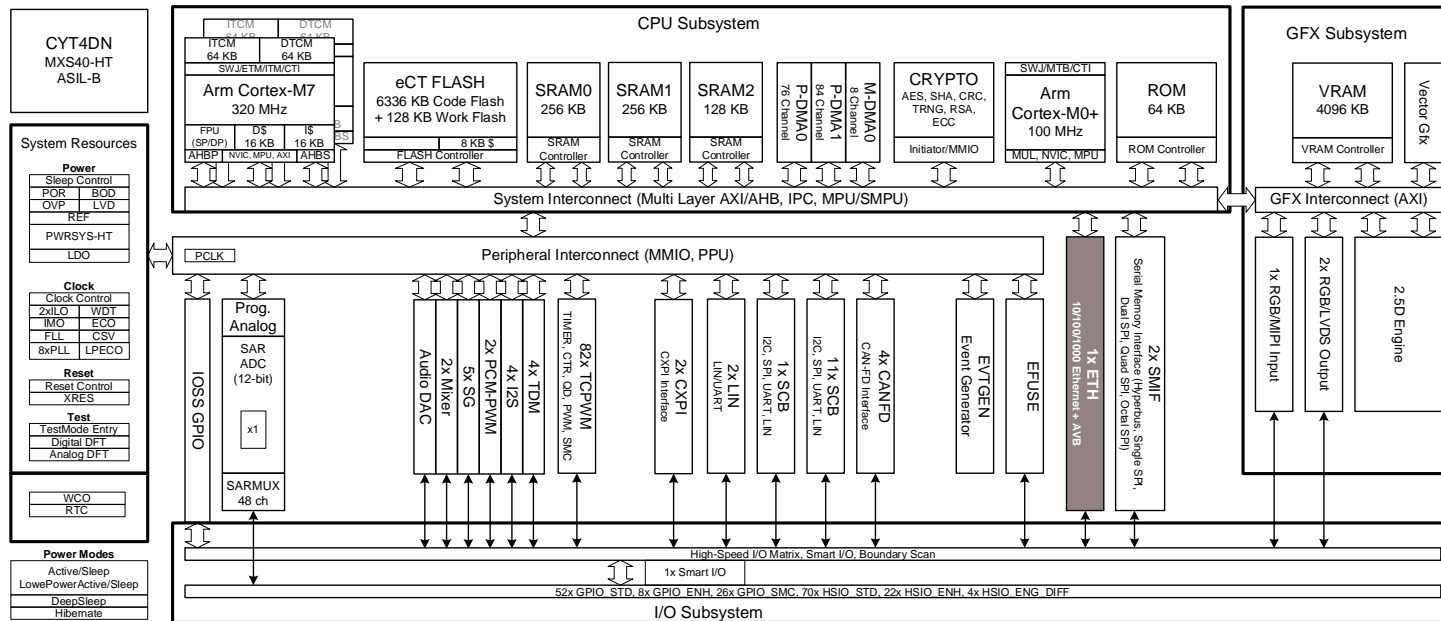 CYT4DN
MXS40-HT
ASIL-B
System Resources
Power
Sleep Control
POR BOD
OVP LVD
REF
PWRSYS-HT
LDO
Clock
Clock Control
2xILO WDT
IMO ECO
FLL CSV
8xPLL LPECO
Reset
Reset Control
XRES
Test
TestMode Entry
Digital DFT
Analog DFT
WCO
RTC
Power Modes
Active/Sleep
LowePowerActive/Sleep
DeepSleep
Hibernate
CPU Subsystem
ITCM
64 KB
DTCM
64 KB
ITCM
64 KB
DTCM
64 KB
SWJ/ETM/ITM/CTI
Arm Cortex-M7
320 MHz
FPU
(SP/DP)
D$
16 KB
I$
16 KB
AHBP
NVIC, MPU, AXI
AHBS
eCT FLASH
6336 KB Code Flash
+ 128 KB Work Flash
8 KB $
FLASH Controller
SRAM0
256 KB
SRAM
Controller
SRAM1
256 KB
SRAM
Controller
SRAM2
128 KB
SRAM
Controller
P-DMA0
76 Channel
P-DMA1
84 Channel
M-DMA0
8 Channel
CRYPTO
AES, SHA, CRC,
TRNG, RSA,
ECC
Initiator/MMIO
SWJ/MTB/CTI
Arm
Cortex-M0+
100 MHz
MUL, NVIC, MPU
ROM
64 KB
ROM Controller
System Interconnect (Multi Layer AXI/AHB, IPC, MPU/SMPU)
GFX Subsystem
VRAM
4096 KB
VRAM Controller
Vector Gfx
GFX Interconnect (AXI)
1x RGB/MIPI Input
2x RGB/LVDS Output
2.5D Engine
PCLK
Peripheral Interconnect (MMIO, PPU)
IOSS GPIO
Prog.
Analog
SAR
ADC
(12-bit)
x1
SARMUX
48 ch
Audio DAC
2x Mixer
5x SG
2x PCM-PWM
4x I2S
4x TDM
82x TCPWM
TIMER, CTR, QD, PWM, SMC
2x CXPI
CXPI Interface
2x LIN
LIN/UART
1x SCB
I2C, SPI, UART, LIN
11x SCB
I2C, SPI, UART, LIN
4x CANFD
CAN-FD Interface
EVTGEN
Event Generator
EFUSE
1x ETH
10/100/1000 Ethernet + AVB
2x SMIF
Serial Memory Interface (Hyperbus, Single SPI,
Dual SPI, Quad SPI, Octal SPI)
High-Speed I/O Matrix, Smart I/O, Boundary Scan
1x Smart I/O
52x GPIO_STD, 8x GPIO_ENH, 26x GPIO_SMC, 70x HSIO_STD, 22x HSIO_ENH, 4x HSIO_ENG_DIFF
I/O Subsystem